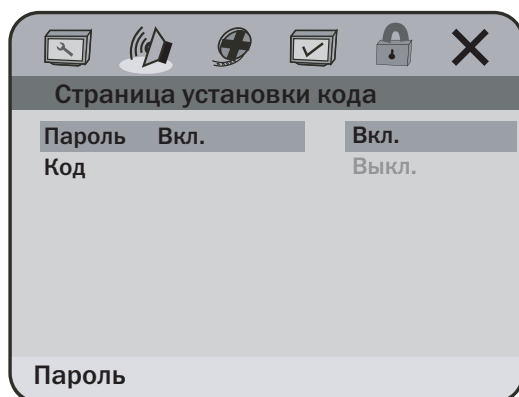 Страница установки кода
Пароль Вкл. Вкл.
Код Выкл.
Пароль